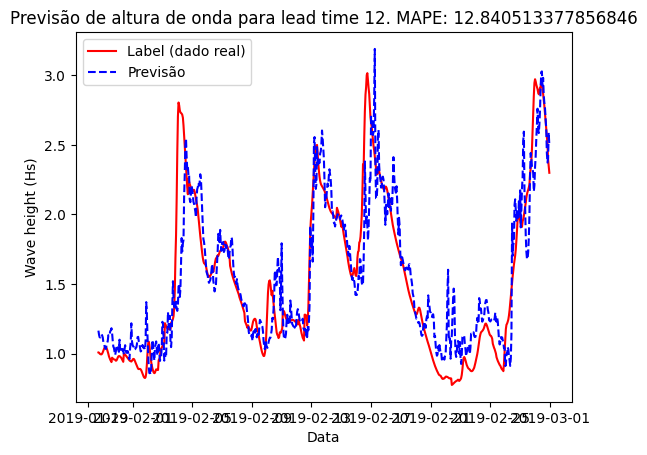 Previsão de altura de onda para lead time 12. MAPE: 12.840513377856846
Label (dado real)
Previsão
Wave height (Hs)
3.0
2.5
2.0
1.5
1.0
2019-01-29 2019-02-01 2019-02-05 2019-02-09 2019-02-13 2019-02-17 2019-02-21 2019-02-25 2019-03-01
Data